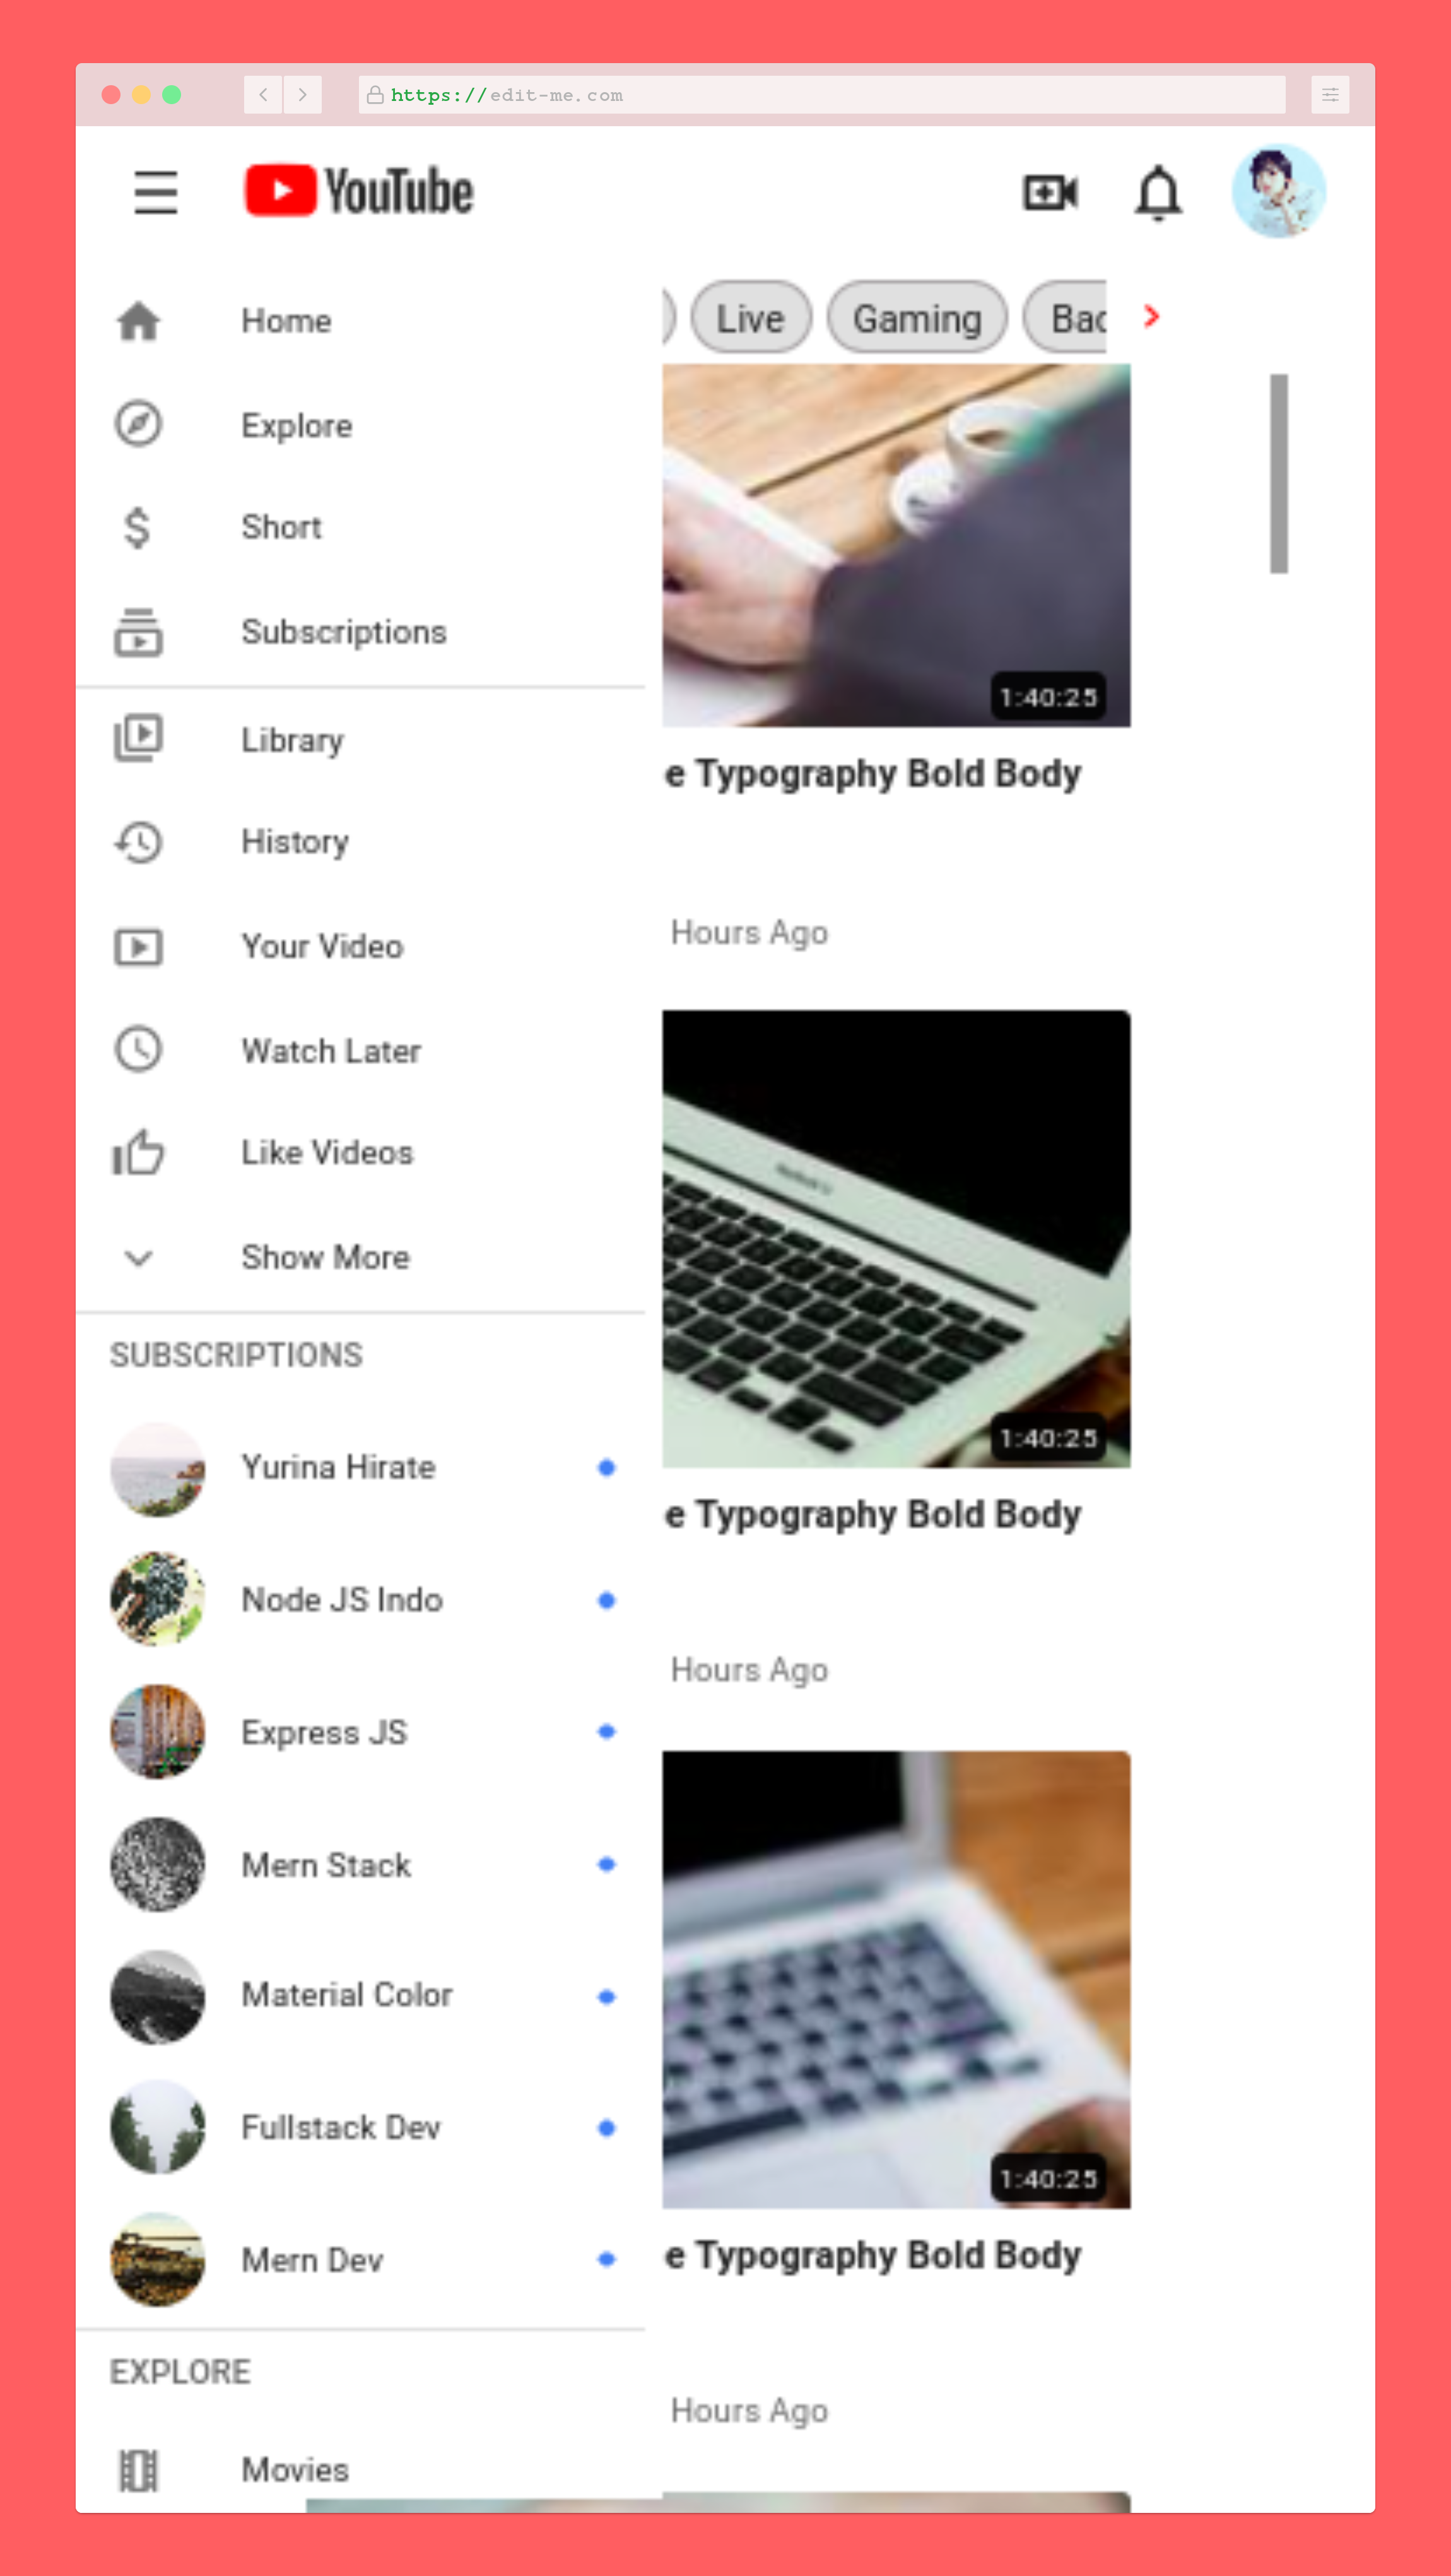 https://edit-me.com
YouTube
Home
Explore
Short
Subscriptions
Library
History
Your Video
Watch Later
Like Videos
Show More
SUBSCRIPTIONS
Yurina Hirate
Node JS Indo
Express JS
Mern Stack
Material Color
Fullstack Dev
Mern Dev
EXPLORE
Movies
Live Gaming Bac
1:40:25
e Typography Bold Body
Hours Ago
1:40:25
e Typography Bold Body
Hours Ago
1:40:25
e Typography Bold Body
Hours Ago